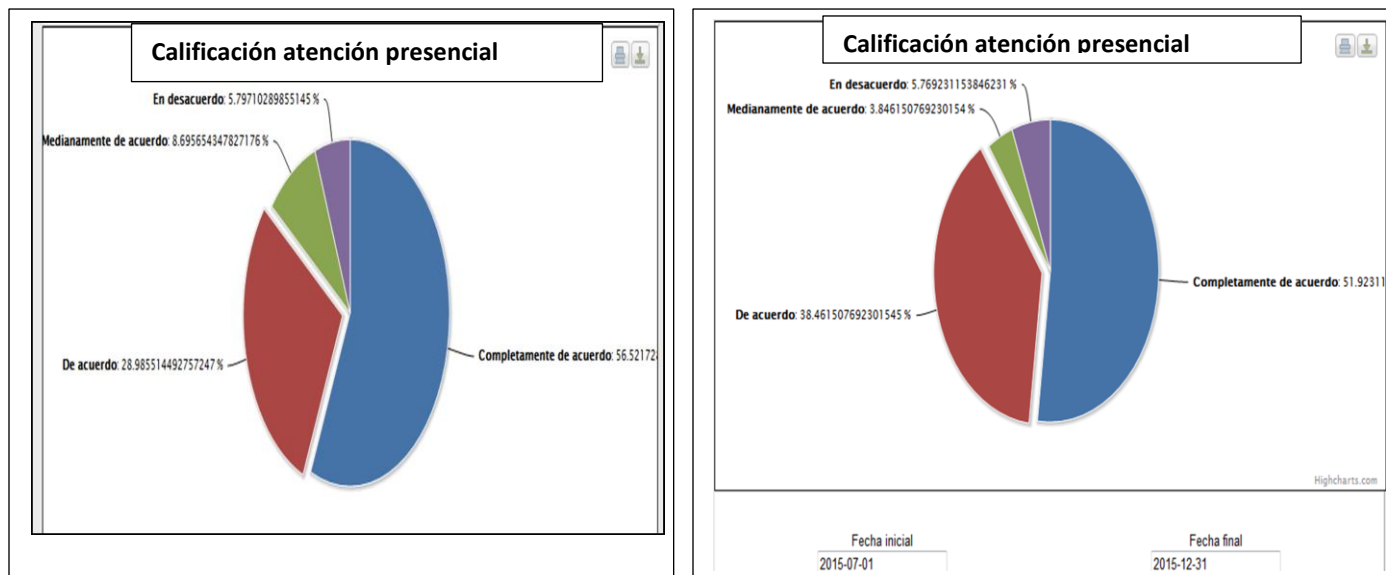 Calificación atención presencial
En desacuerdo: 5.79710289855145 %
Medianamente de acuerdo: 8.695654347827176 %
De acuerdo: 28.985514492757247 %
Completamente de acuerdo: 56.52172
Calificación atención presencial
En desacuerdo: 5.769231153846231 %
Medianamente de acuerdo: 3.846150769230154 %
De acuerdo: 38.461507692301545 %
Completamente de acuerdo: 51.92311
Highcharts.com
Fecha inicial
2015-07-01
Fecha final
2015-12-31